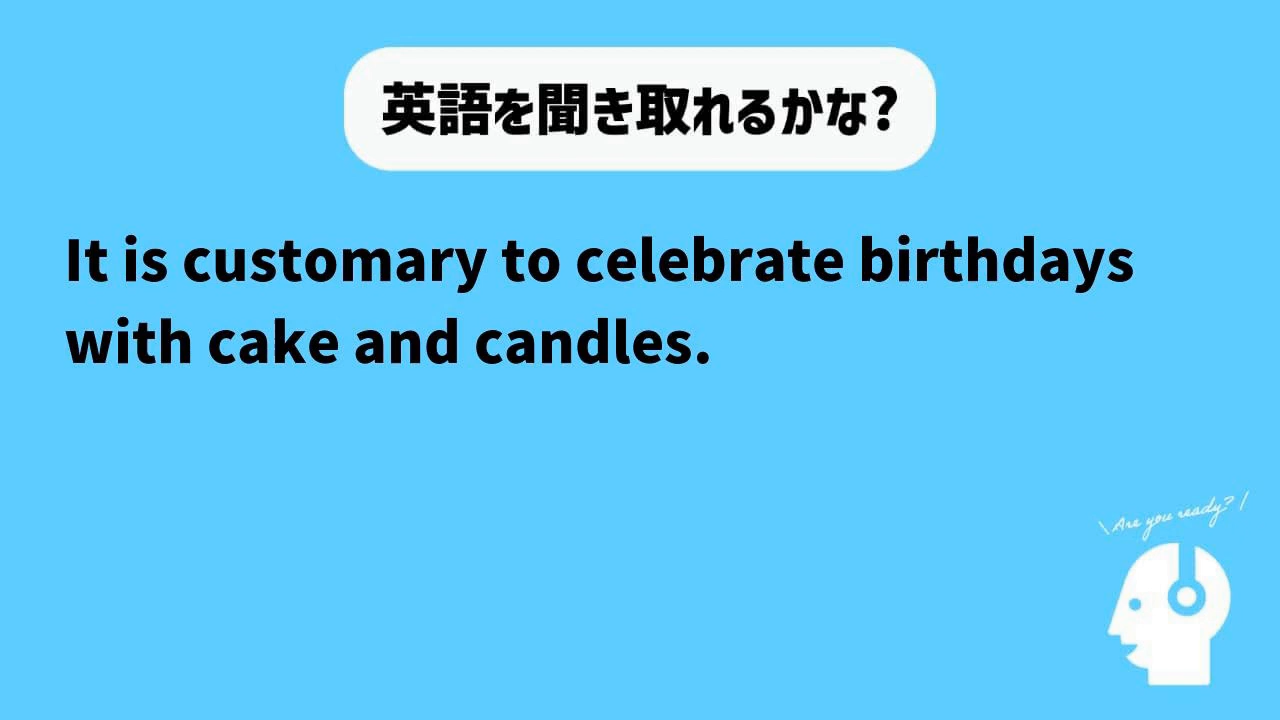 英語を聞き取れるかな?
It is customary to celebrate birthdays
with cake and candles.
\ Are you ready? /